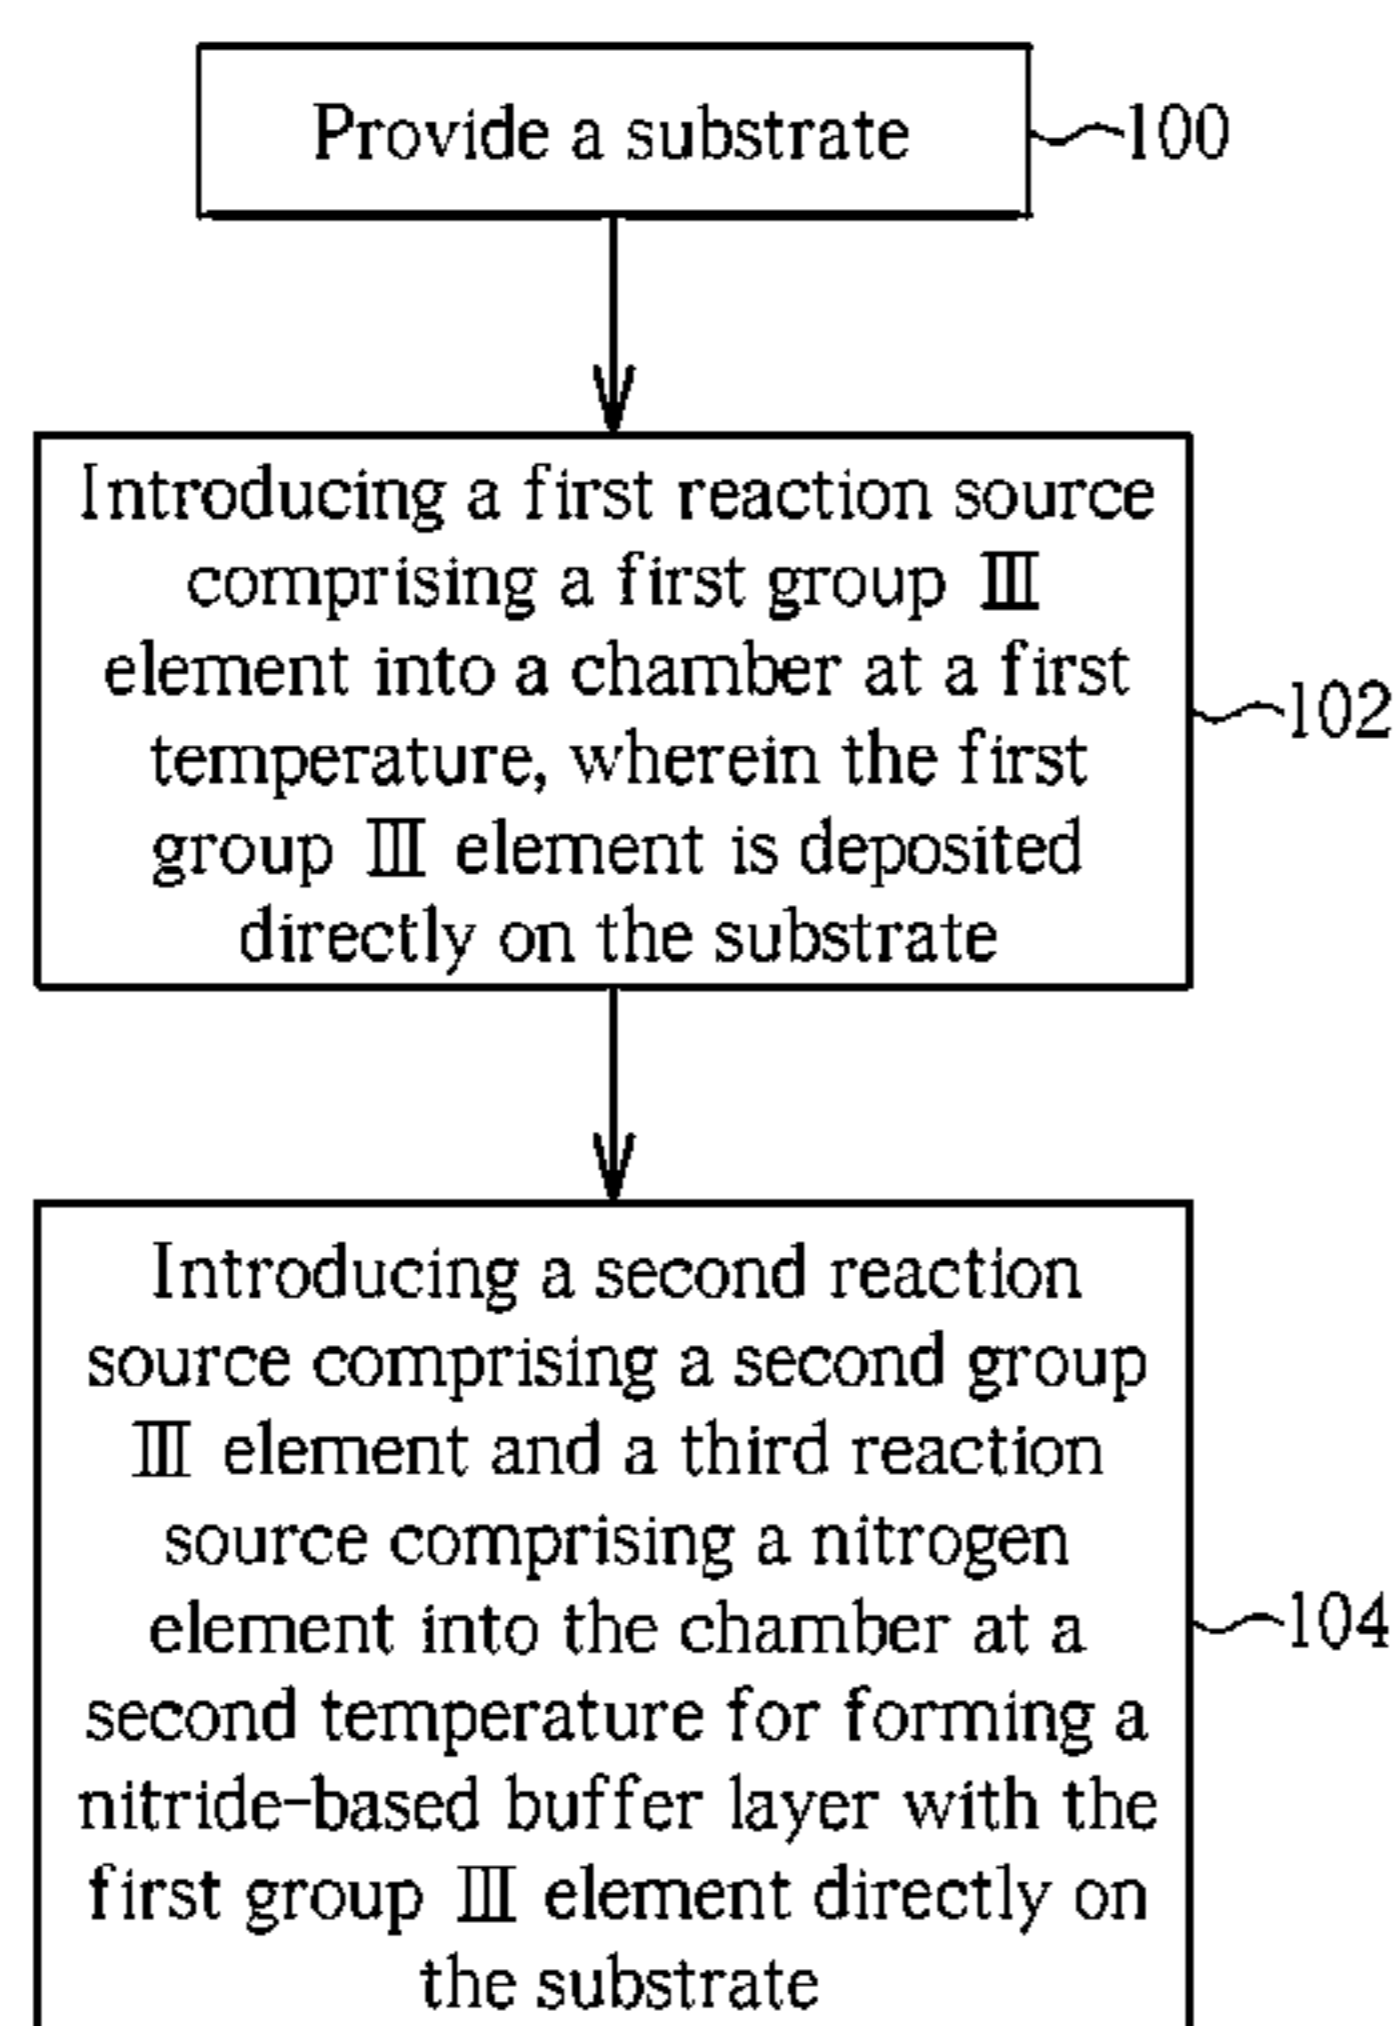 Provide a substrate
100
Introducing a first reaction source
comprising a first group Ⅲ
element into a chamber at a first
temperature, wherein the first
group Ⅲ element is deposited
directly on the substrate
102
Introducing a second reaction
source comprising a second group
Ⅲ element and a third reaction
source comprising a nitrogen
element into the chamber at a
second temperature for forming a
nitride-based buffer layer with the
first group Ⅲ element directly on
the substrate
104